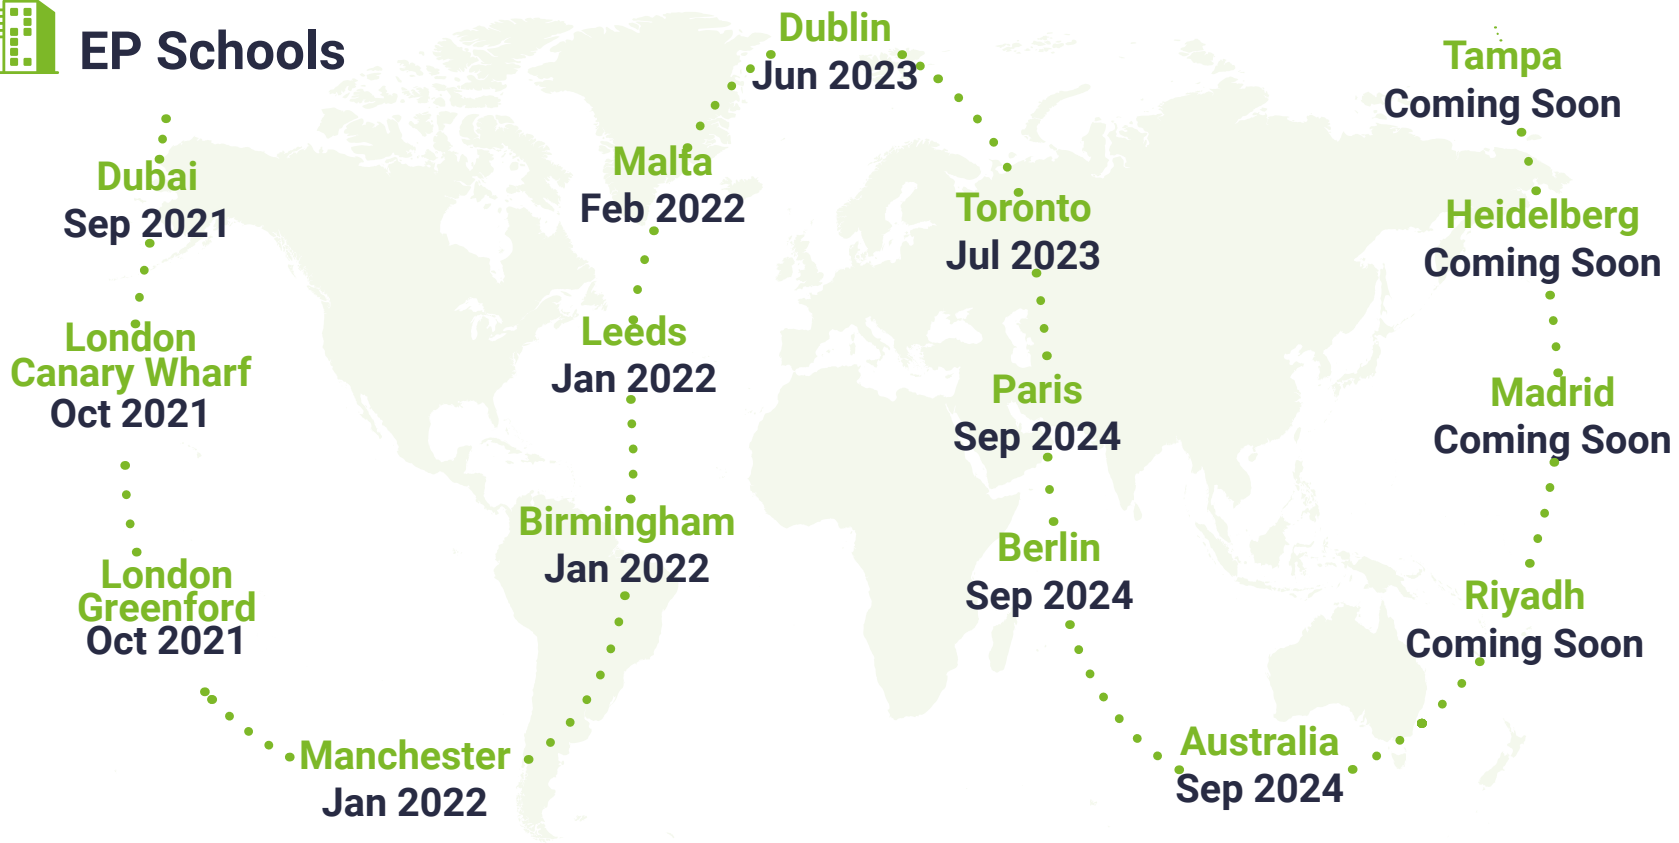 EP Schools
Dubai
Sep 2021
London
Canary Wharf
Oct 2021
London
Greenford
Oct 2021
Manchester
Jan 2022
Birmingham
Jan 2022
Leeds
Jan 2022
Malta
Feb 2022
Dublin
Jun 2023
Toronto
Jul 2023
Paris
Sep 2024
Berlin
Sep 2024
Australia
Sep 2024
Riyadh
Coming Soon
Madrid
Coming Soon
Heidelberg
Coming Soon
Tampa
Coming Soon